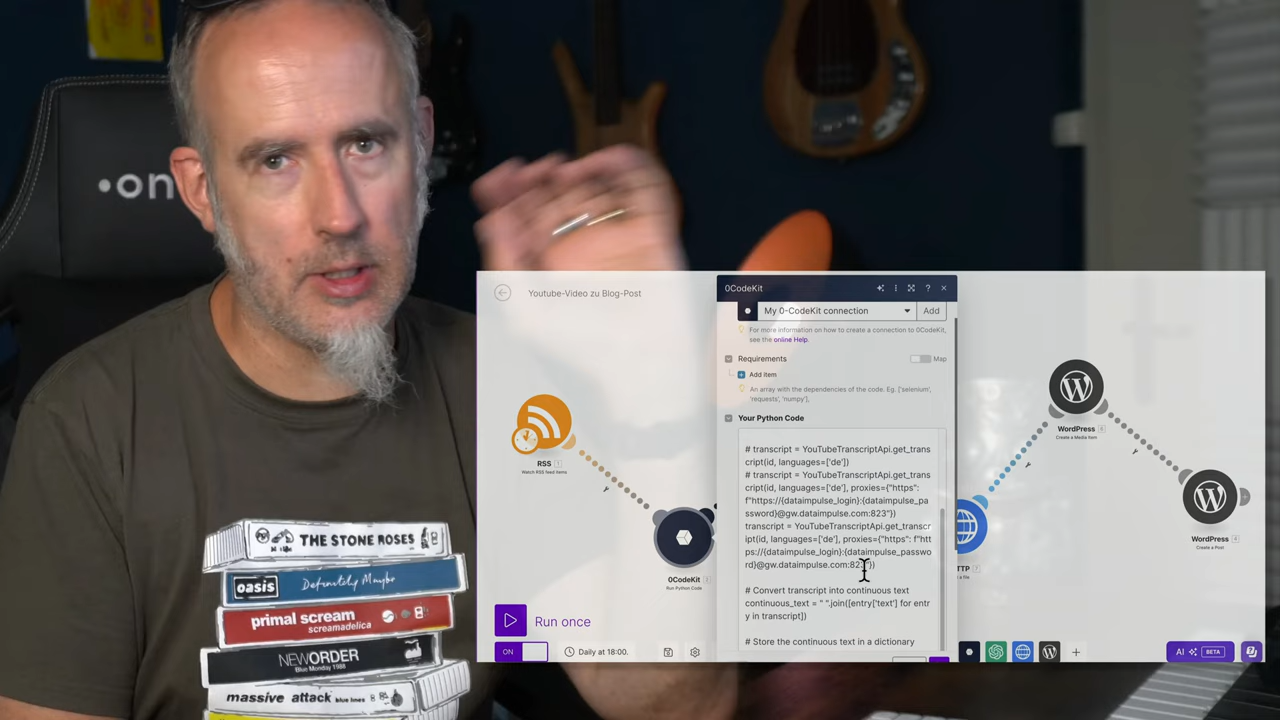 •on
THE STONE ROSES
oasis Definitely Maybe
primal scream
screamadelica
NEWORDER
Blue Monday 1988
massive attack blue lines
Youtube-Video zu Blog-Post
RSS 1
Watch RSS feed items
0CodeKit
Run Python Code
Run once
ON
Daily at 18:00.
0CodeKit
?
My 0-CodeKit connection
Add
For more information on how to create a connection to 0CodeKit,
see the online Help.
Requirements
Map
Add item
An array with the dependencies of the code. Eg. ['selenium',
'requests', 'numpy'],
Your Python Code
# transcript = YouTubeTranscriptApi.get_trans
cript(id, languages=['de'])
# transcript = YouTubeTranscriptApi.get_trans
cript(id, languages=['de'], proxies={"https":
f"https://{dataimpulse_login}:{dataimpulse_pa
ssword}@gw.dataimpulse.com:823"})
transcript = YouTubeTranscriptApi.get_transcr
ipt(id, languages=['de'], proxies={"https": f"htt
ps://{dataimpulse_login}:{dataimpulse_passwo
rd}@gw.dataimpulse.com:823"})
# Convert transcript into continuous text
continuous_text = " ".join([entry['text'] for entr
y in transcript])
# Store the continuous text in a dictionary
WordPress
Create a Media Item
WordPress
Create a Post
AI BETA